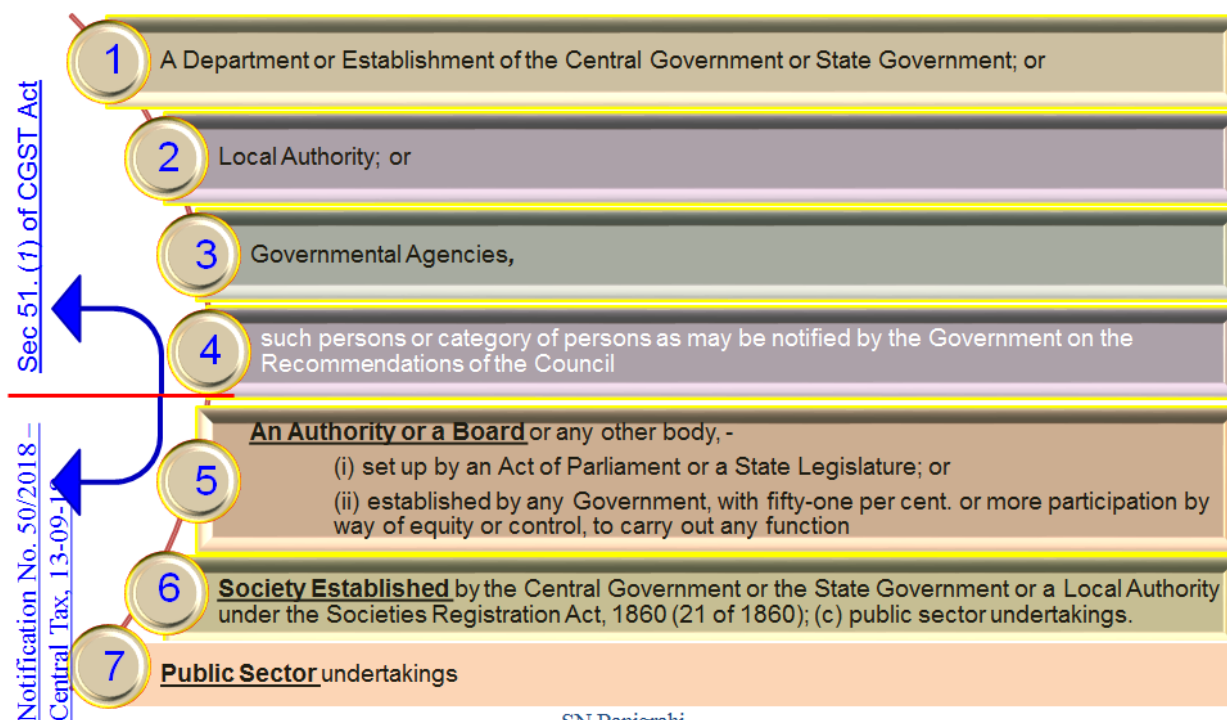 1
A Department or Establishment of the Central Government or State Government; or
2
Local Authority; or
3
Governmental Agencies,
4
such persons or category of persons as may be notified by the Government on the
Recommendations of the Council
5
An Authority or a Board or any other body, -
(i) set up by an Act of Parliament or a State Legislature; or
(ii) established by any Government, with fifty-one per cent. or more participation by
way of equity or control, to carry out any function
6
Society Established by the Central Government or the State Government or a Local Authority
under the Societies Registration Act, 1860 (21 of 1860); (c) public sector undertakings.
7
Public Sector undertakings
Sec 51. (1) of CGST Act
Notification No. 50/2018 –
Central Tax, 13-09-18
SN Panigrahi